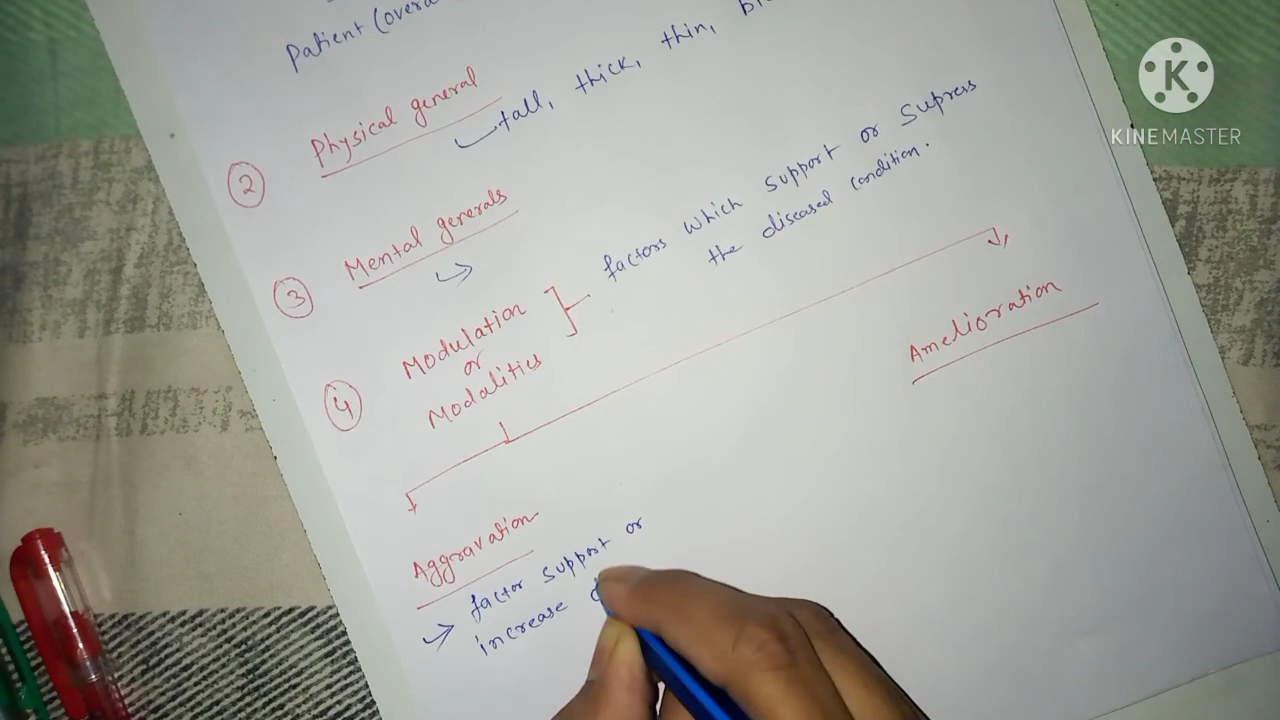 Patient (overa
② Physical general
tall, thick, thin,
③ Mental generals
④ Modulation
or
Modalities
factors which support or supress
the diseased condition.
Aggravation
Amelioration
factor support or
increase
K
KINEMASTER